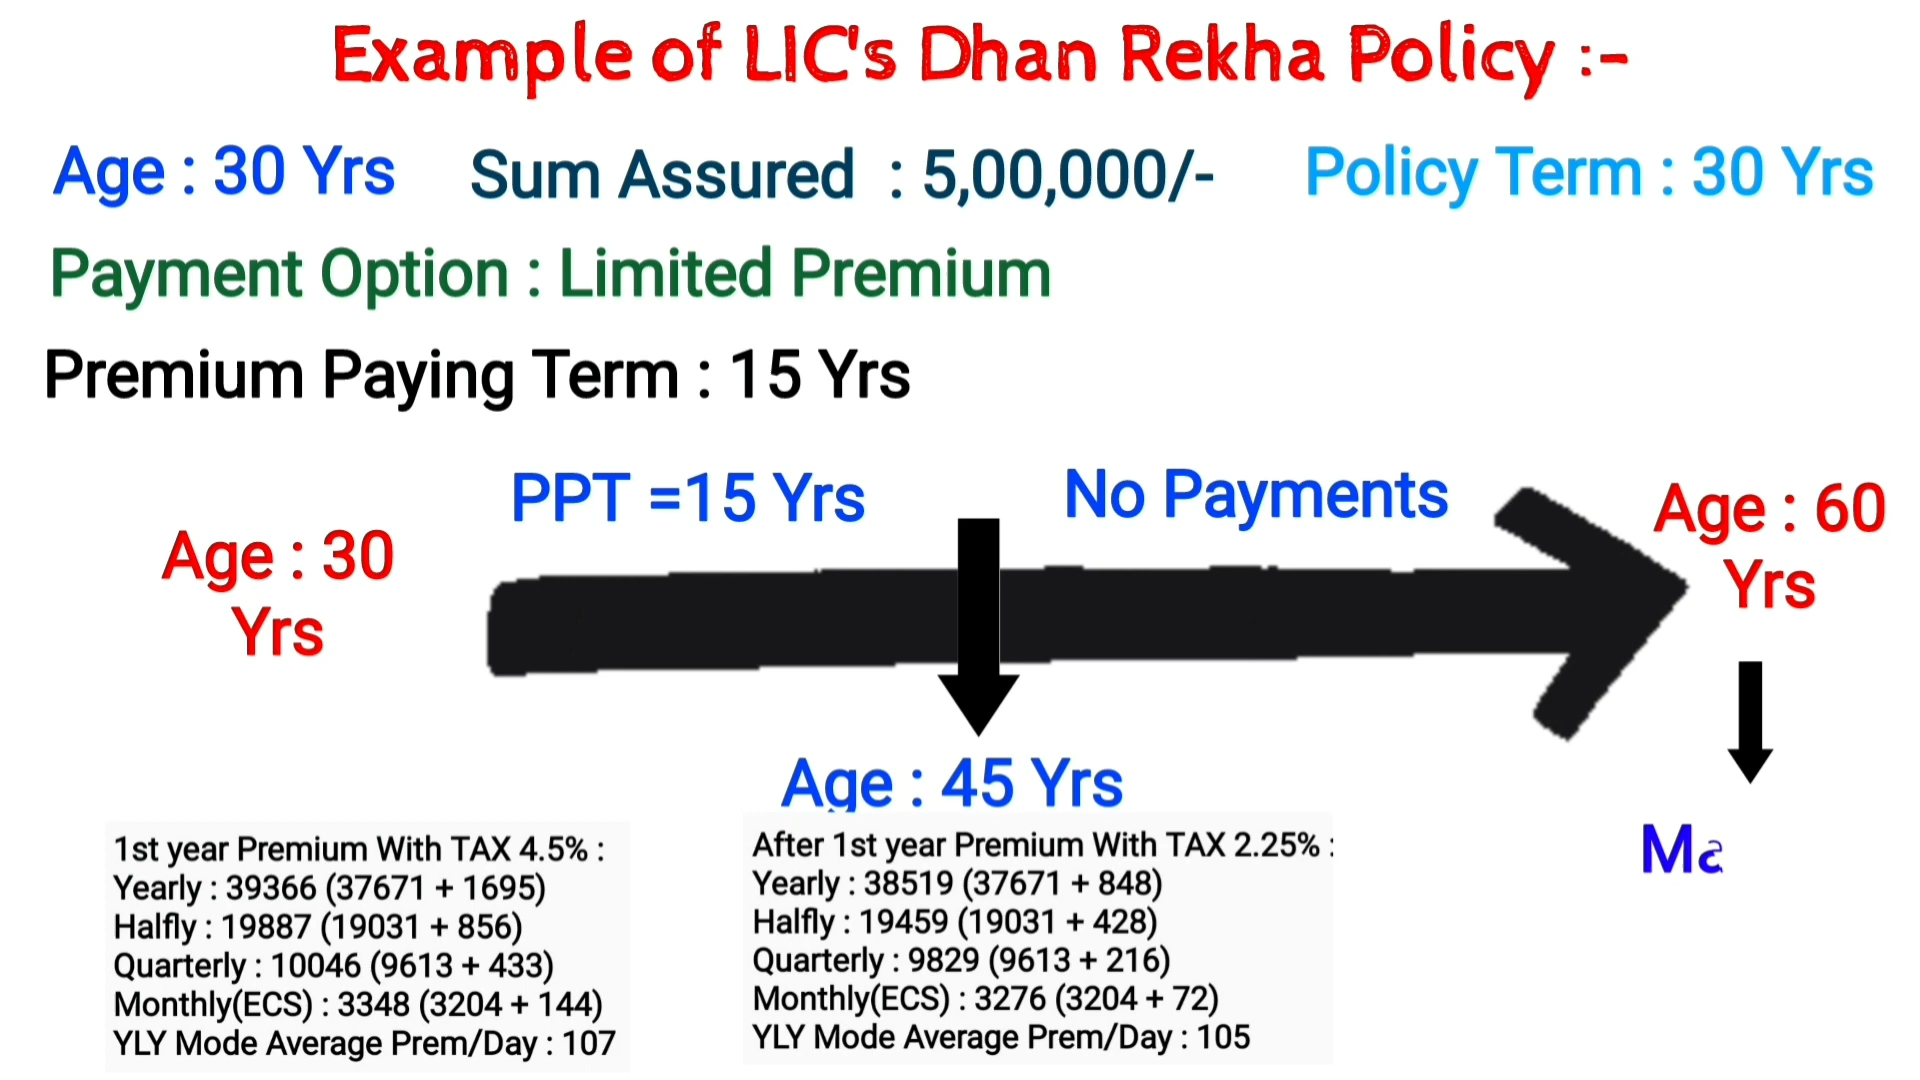 Example of LIC's Dhan Rekha Policy :-
Age : 30 Yrs Sum Assured : 5,00,000/- Policy Term : 30 Yrs
Payment Option : Limited Premium
Premium Paying Term : 15 Yrs
PPT =15 Yrs
No Payments
Age : 30
Yrs
Age : 60
Yrs
Age : 45 Yrs
1st year Premium With TAX 4.5% :
Yearly : 39366 (37671 + 1695)
Halfly : 19887 (19031 + 856)
Quarterly : 10046 (9613 + 433)
Monthly(ECS) : 3348 (3204 + 144)
YLY Mode Average Prem/Day : 107
After 1st year Premium With TAX 2.25% :
Yearly : 38519 (37671 + 848)
Halfly : 19459 (19031 + 428)
Quarterly : 9829 (9613 + 216)
Monthly(ECS) : 3276 (3204 + 72)
YLY Mode Average Prem/Day : 105